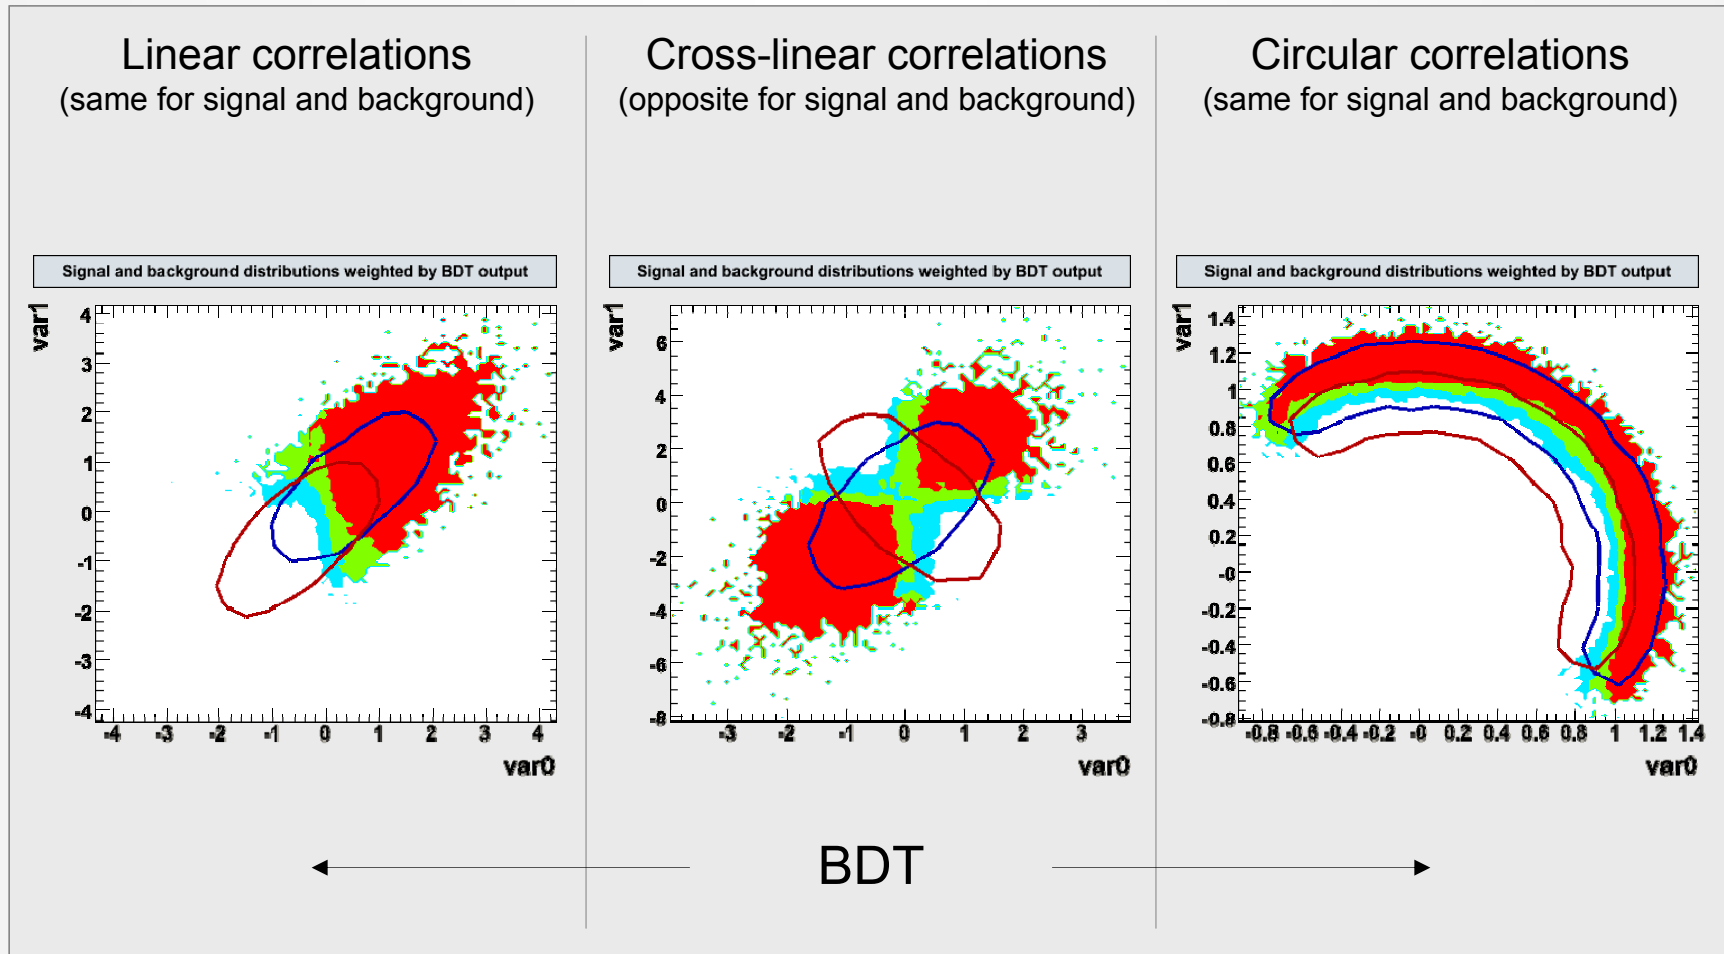 Linear correlations
(same for signal and background)
Cross-linear correlations
(opposite for signal and background)
Circular correlations
(same for signal and background)
Signal and background distributions weighted by BDT output
var1
4
3
2
1
0
-1
-2
-3
-4
-4 -3 -2 -1 0 1 2 3 4
var0
Signal and background distributions weighted by BDT output
var1
6
4
2
0
-2
-4
-6
-8
-3 -2 -1 0 1 2 3
var0
Signal and background distributions weighted by BDT output
var1
1.4
1.2
1
0.8
0.6
0.4
0.2
-0
-0.2
-0.4
-0.6
-0.8
-0.8 -0.6 -0.4 -0.2 -0 0.2 0.4 0.6 0.8 1 1.2 1.4
var0
BDT